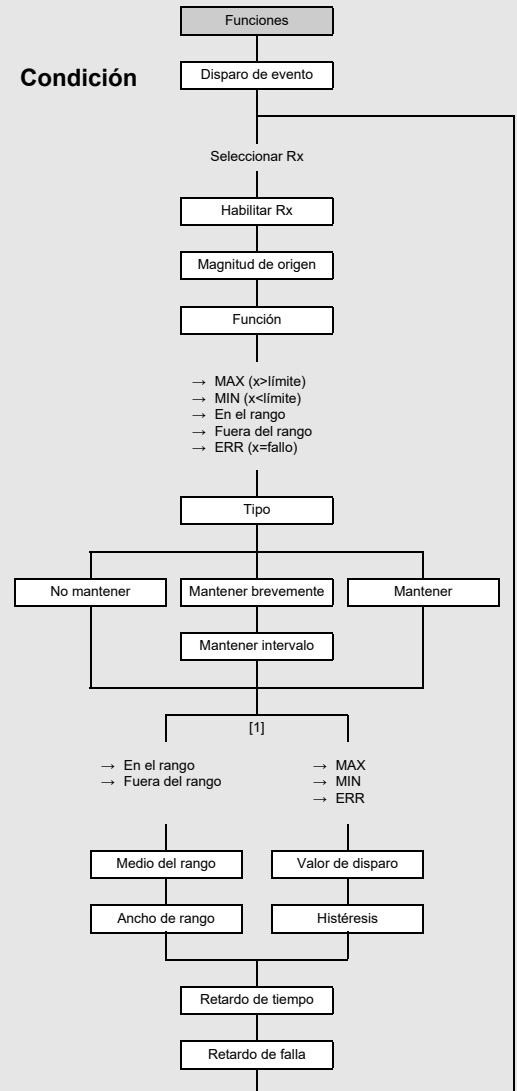 Funciones
Condición
Disparo de evento
Seleccionar Rx
Habilitar Rx
Magnitud de origen
Función
→ MAX (x>límite)
→ MIN (x<límite)
→ En el rango
→ Fuera del rango
→ ERR (x=fallo)
Tipo
No mantener
Mantener brevemente
Mantener
Mantener intervalo
[1]
→ En el rango
→ Fuera del rango
→ MAX
→ MIN
→ ERR
Medio del rango
Valor de disparo
Ancho de rango
Histéresis
Retardo de tiempo
Retardo de falla